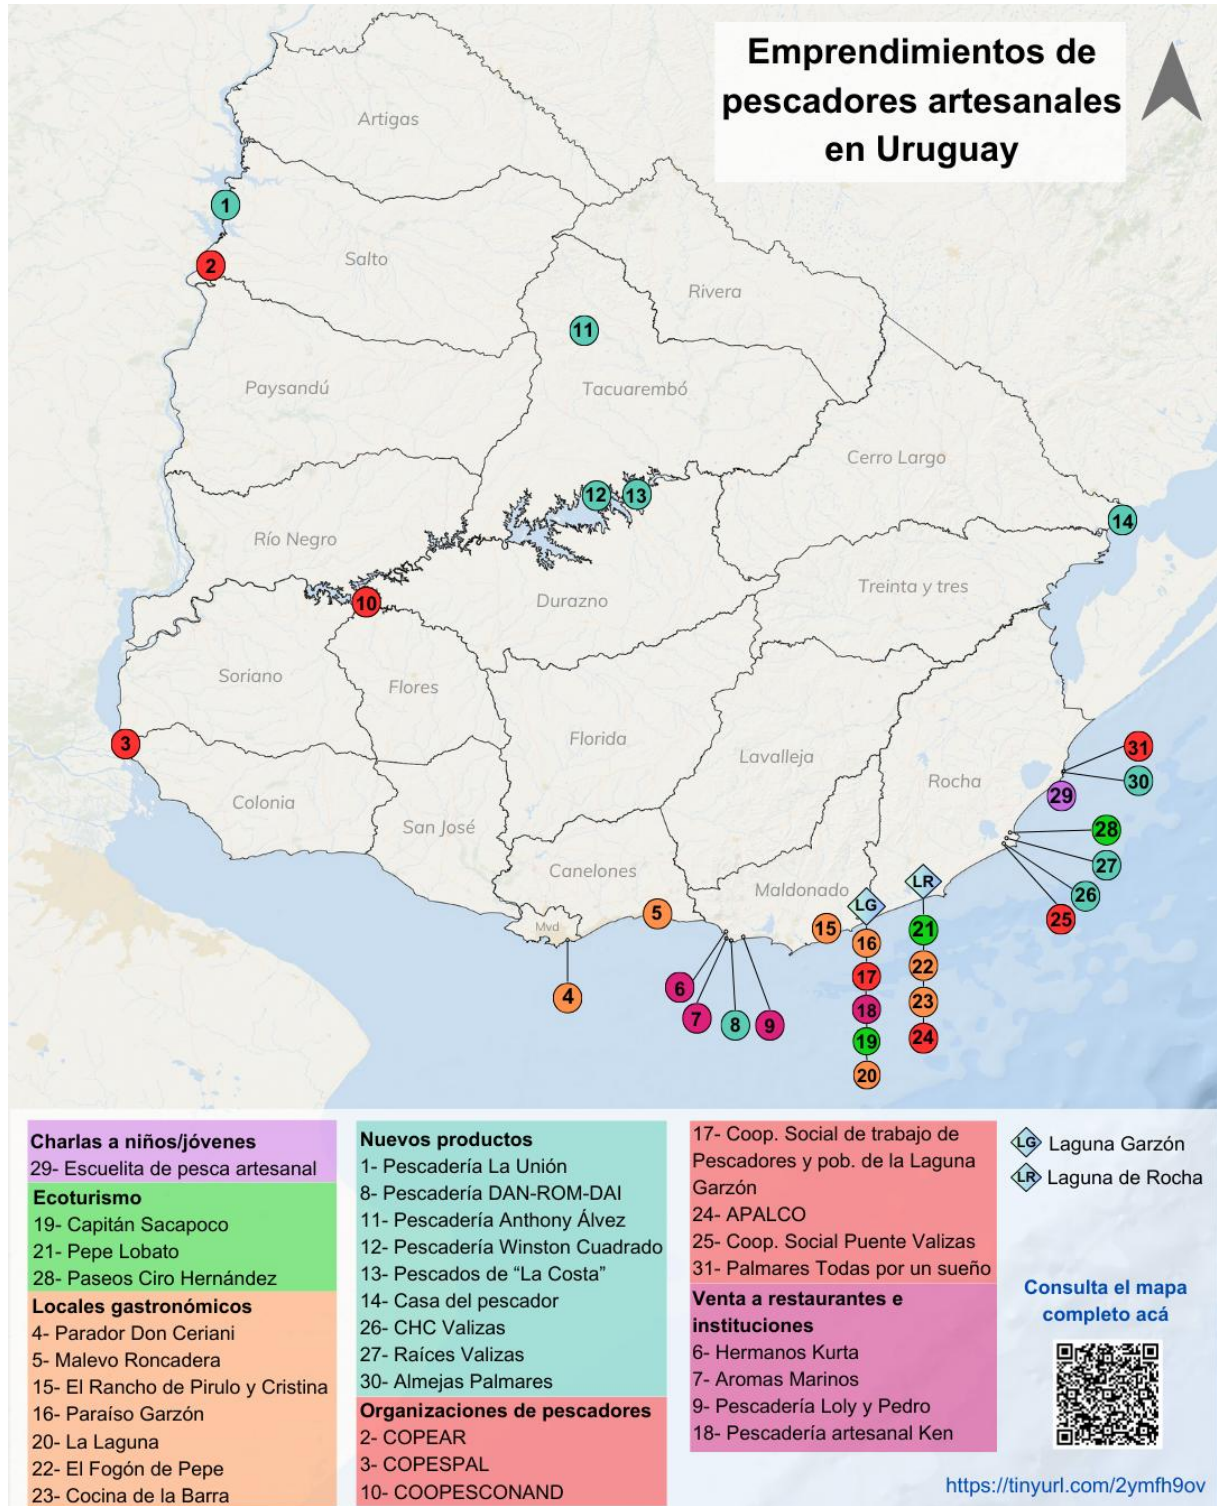 Emprendimientos de
pescadores artesanales
en Uruguay
Artigas
1
Salto
2
Rivera
11
Paysandú
Tacuarembó
Cerro Largo
12
13
14
Río Negro
10
Durazno
Treinta y tres
Soriano
Flores
3
Florida
Lavalleja
31
Rocha
30
29
Colonia
San José
28
27
Canelones
Maldonado
LR
26
LG
5
25
Mvd
15
21
16
22
17
6
4
23
18
7
8
9
24
19
20
Charlas a niños/jóvenes
29- Escuelita de pesca artesanal
Ecoturismo
19- Capitán Sacapoco
21- Pepe Lobato
28- Paseos Ciro Hernández
Locales gastronómicos
4- Parador Don Ceriani
5- Malevo Roncadera
15- El Rancho de Pirulo y Cristina
16- Paraíso Garzón
20- La Laguna
22- El Fogón de Pepe
23- Cocina de la Barra
Nuevos productos
1- Pescadería La Unión
8- Pescadería DAN-ROM-DAI
11- Pescadería Anthony Álvez
12- Pescadería Winston Cuadrado
13- Pescados de “La Costa”
14- Casa del pescador
26- CHC Valizas
27- Raíces Valizas
30- Almejas Palmares
Organizaciones de pescadores
2- COPEAR
3- COPESPAL
10- COOPESCONAND
17- Coop. Social de trabajo de
Pescadores y pob. de la Laguna
Garzón
24- APALCO
25- Coop. Social Puente Valizas
31- Palmares Todas por un sueño
Venta a restaurantes e
instituciones
6- Hermanos Kurta
7- Aromas Marinos
9- Pescadería Loly y Pedro
18- Pescadería artesanal Ken
LG Laguna Garzón
LR Laguna de Rocha
Consulta el mapa
completo acá
https://tinyurl.com/2ymfh9ov